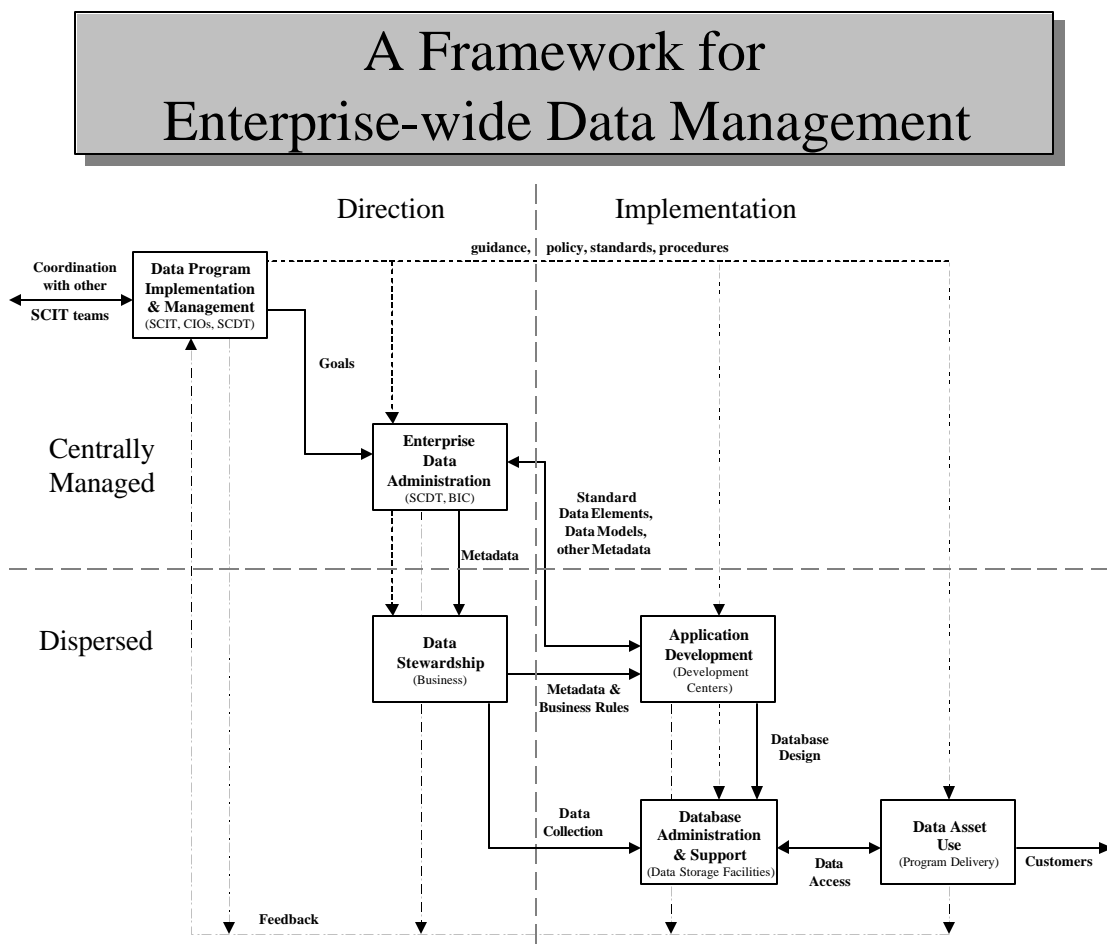 A Framework for
Enterprise-wide Data Management
Direction
Implementation
guidance, policy, standards, procedures
Coordination
with other
SCIT teams
Data Program
Implementation
& Management
(SCIT, CIOs, SCDT)
Goals
Centrally
Managed
Enterprise
Data
Administration
(SCDT, BIC)
Standard
Data Elements,
Data Models,
other Metadata
Metadata
Dispersed
Data
Stewardship
(Business)
Application
Development
(Development
Centers)
Metadata &
Business Rules
Database
Design
Data
Collection
Database
Administration
& Support
(Data Storage Facilities)
Data
Access
Data Asset
Use
(Program Delivery)
Customers
Feedback